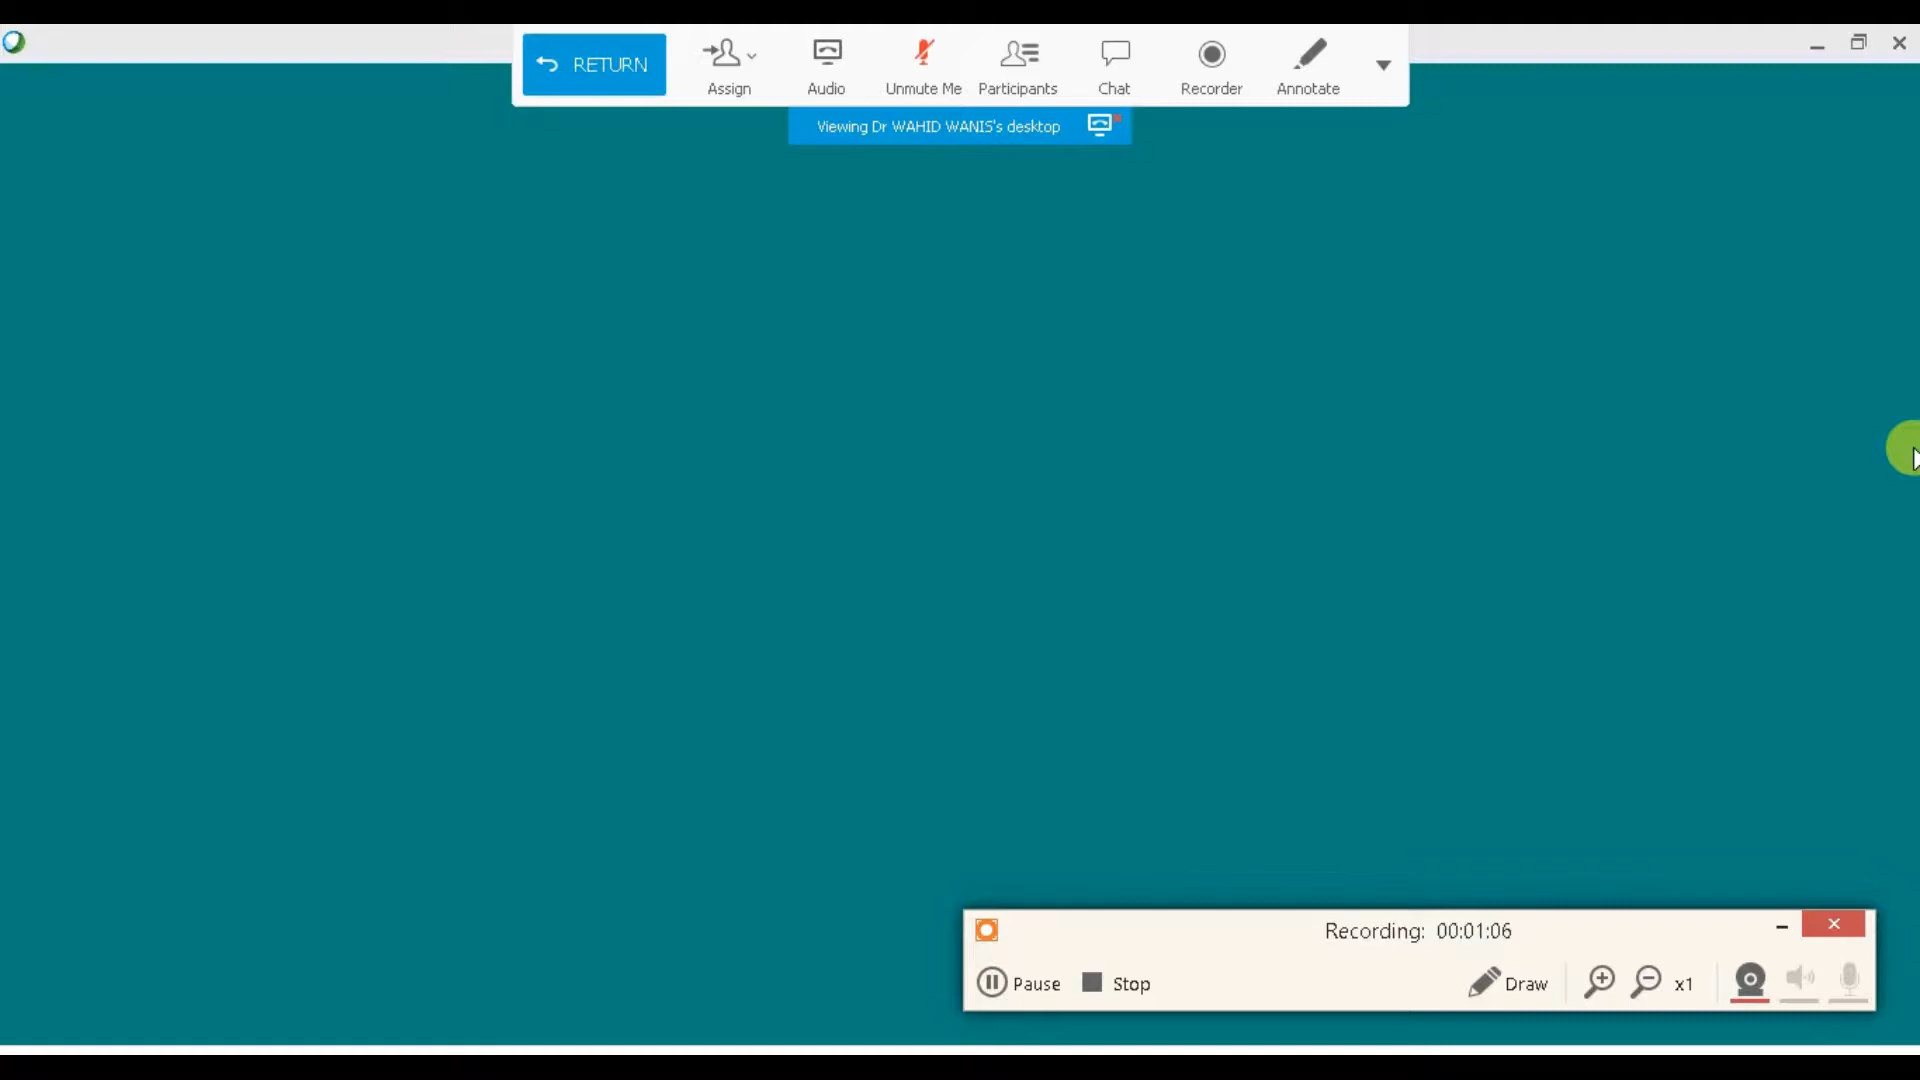 RETURN
Assign
Audio
Unmute Me
Participants
Chat
Recorder
Annotate
Viewing Dr WAHID WANIS's desktop
Recording: 00:01:06
Pause
Stop
Draw
x1